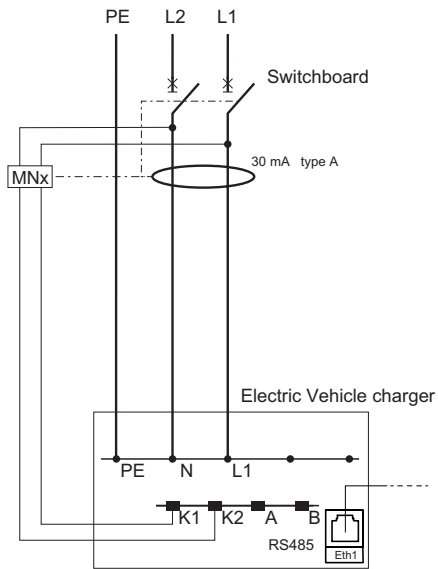 PE L2 L1
Switchboard
30 mA type A
MNx
Electric Vehicle charger
PE N L1
K1 K2 A B
RS485
Eth1